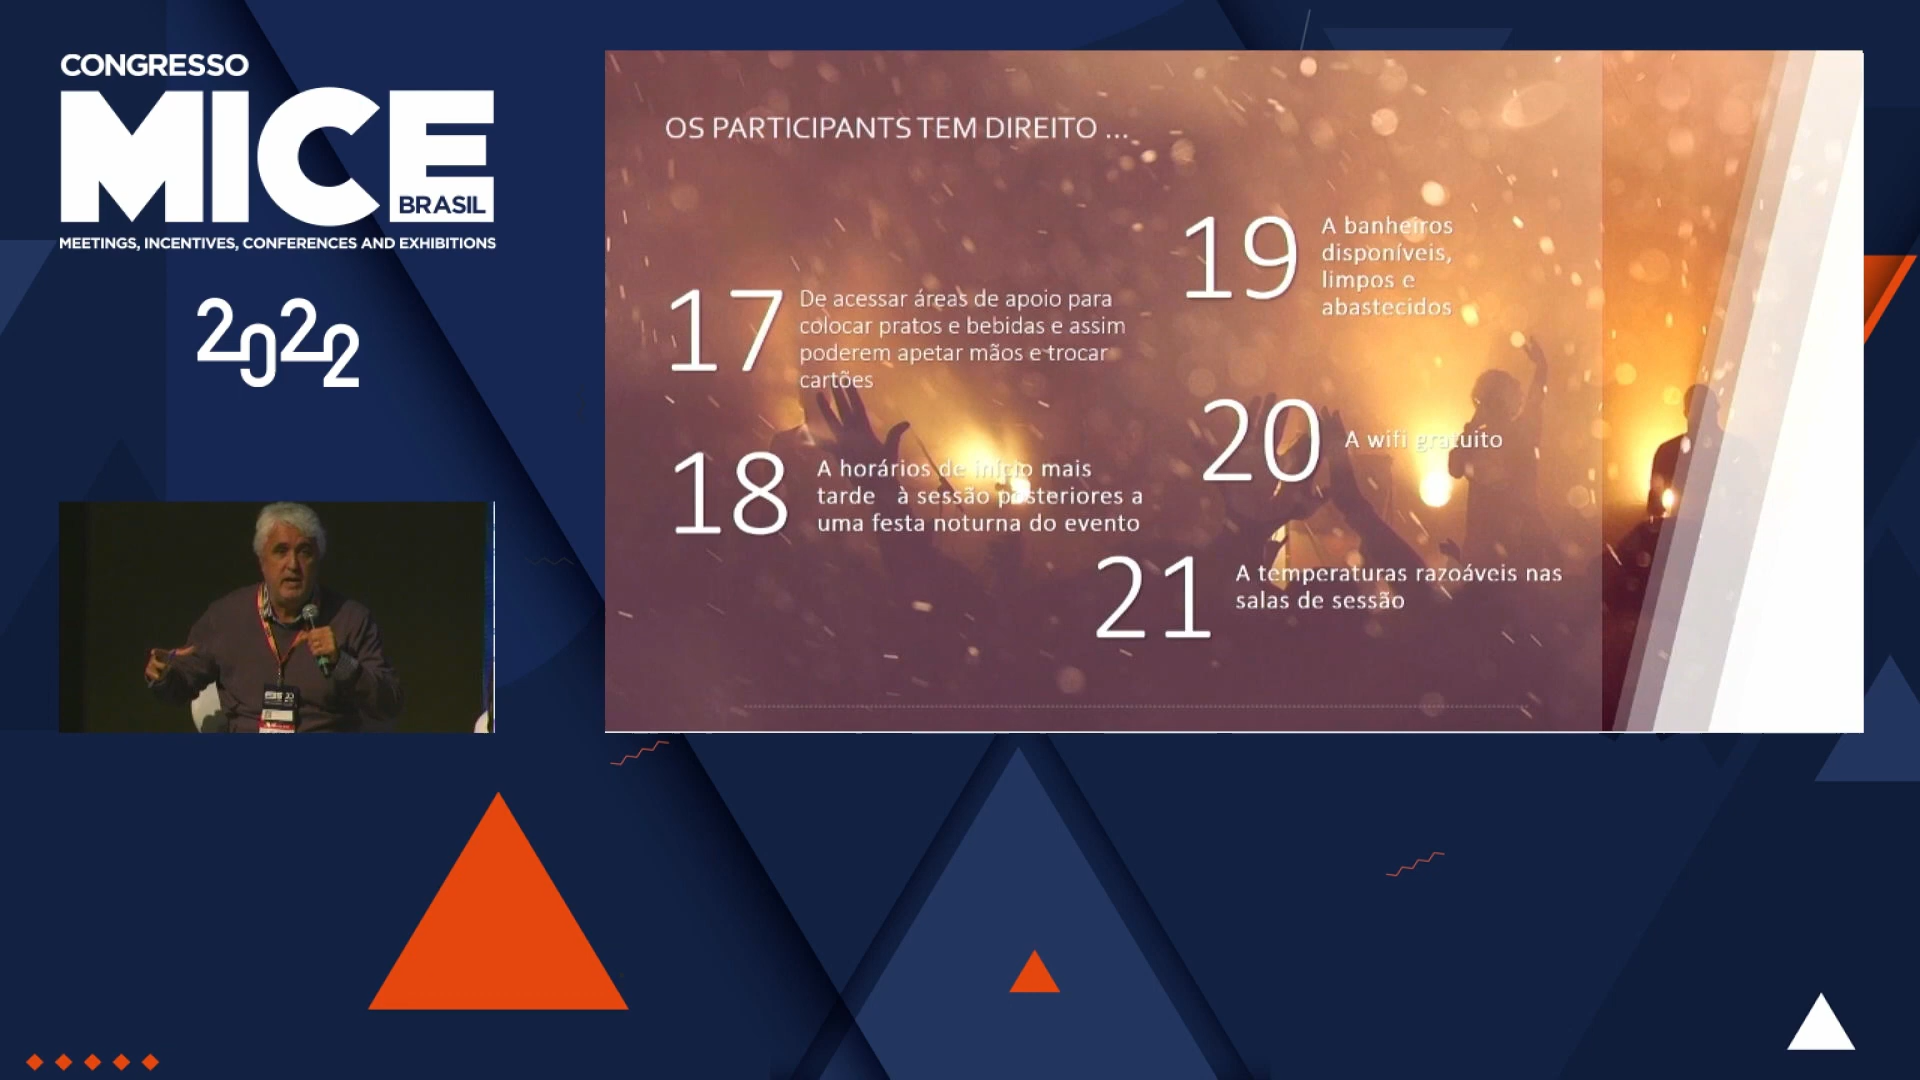 CONGRESSO
MICE
BRASIL
MEETINGS, INCENTIVES, CONFERENCES AND EXHIBITIONS
2022
OS PARTICIPANTS TEM DIREITO ...
17
De acessar áreas de apoio para
colocar pratos e bebidas e assim
poderem apetar mãos e trocar
cartões
18
A horários de início mais
tarde à sessão posteriores a
uma festa noturna do evento
19
A banheiros
disponíveis,
limpos e
abastecidos
20
A wifi gratuito
21
A temperaturas razoáveis nas
salas de sessão